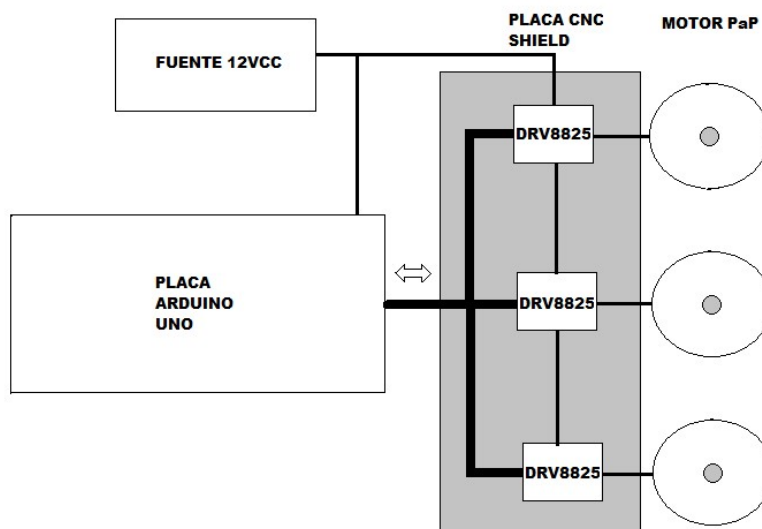 PLACA CNC
SHIELD
MOTOR PaP
FUENTE 12VCC
DRV8825
PLACA
ARDUINO
UNO
DRV8825
DRV8825